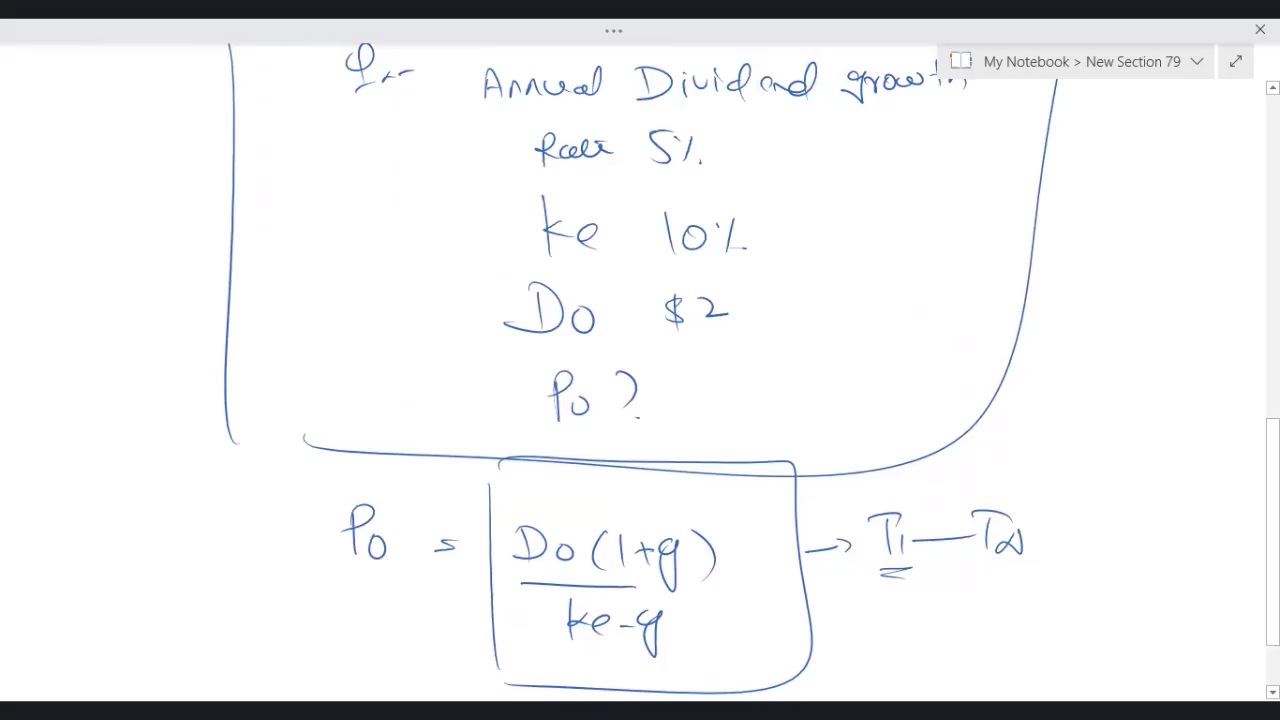 ...
My Notebook > New Section 79
Annual Dividend growth
Rate 5%
ke 10%
Do $2
Po ?
Po = Do (1+g) → T1 — T∞
ke - g